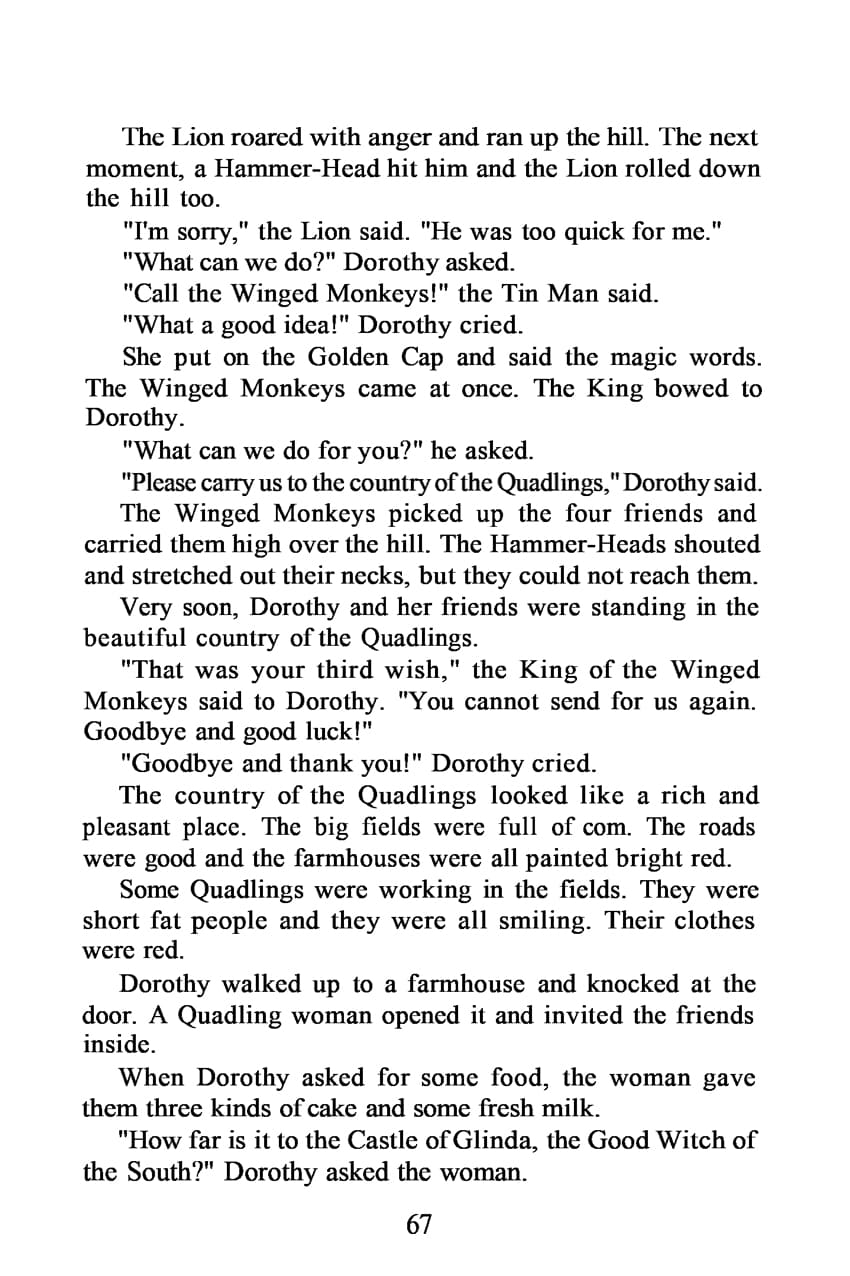 The Lion roared with anger and ran up the hill. The next
moment, a Hammer-Head hit him and the Lion rolled down
the hill too.
"I'm sorry," the Lion said. "He was too quick for me."
"What can we do?" Dorothy asked.
"Call the Winged Monkeys!" the Tin Man said.
"What a good idea!" Dorothy cried.
She put on the Golden Cap and said the magic words.
The Winged Monkeys came at once. The King bowed to
Dorothy.
"What can we do for you?" he asked.
"Please carry us to the country of the Quadlings," Dorothy said.
The Winged Monkeys picked up the four friends and
carried them high over the hill. The Hammer-Heads shouted
and stretched out their necks, but they could not reach them.
Very soon, Dorothy and her friends were standing in the
beautiful country of the Quadlings.
"That was your third wish," the King of the Winged
Monkeys said to Dorothy. "You cannot send for us again.
Goodbye and good luck!"
"Goodbye and thank you!" Dorothy cried.
The country of the Quadlings looked like a rich and
pleasant place. The big fields were full of com. The roads
were good and the farmhouses were all painted bright red.
Some Quadlings were working in the fields. They were
short fat people and they were all smiling. Their clothes
were red.
Dorothy walked up to a farmhouse and knocked at the
door. A Quadling woman opened it and invited the friends
inside.
When Dorothy asked for some food, the woman gave
them three kinds of cake and some fresh milk.
"How far is it to the Castle of Glinda, the Good Witch of
the South?" Dorothy asked the woman.
67